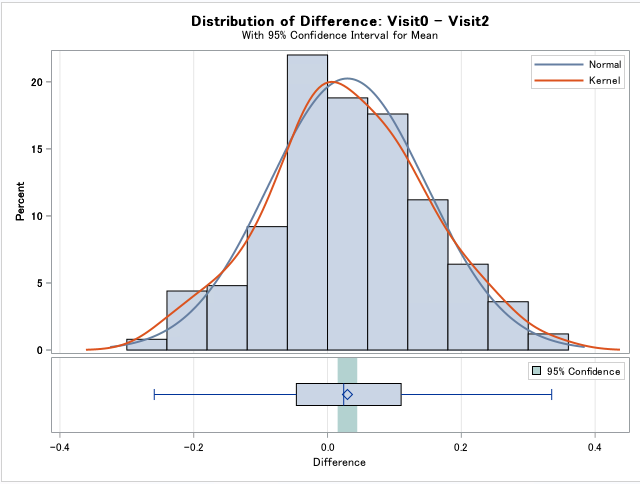 Distribution of Difference: Visit0 − Visit2
With 95% Confidence Interval for Mean
Normal
Kernel
Percent
20
15
10
5
0
95% Confidence
−0.4
−0.2
0.0
0.2
0.4
Difference